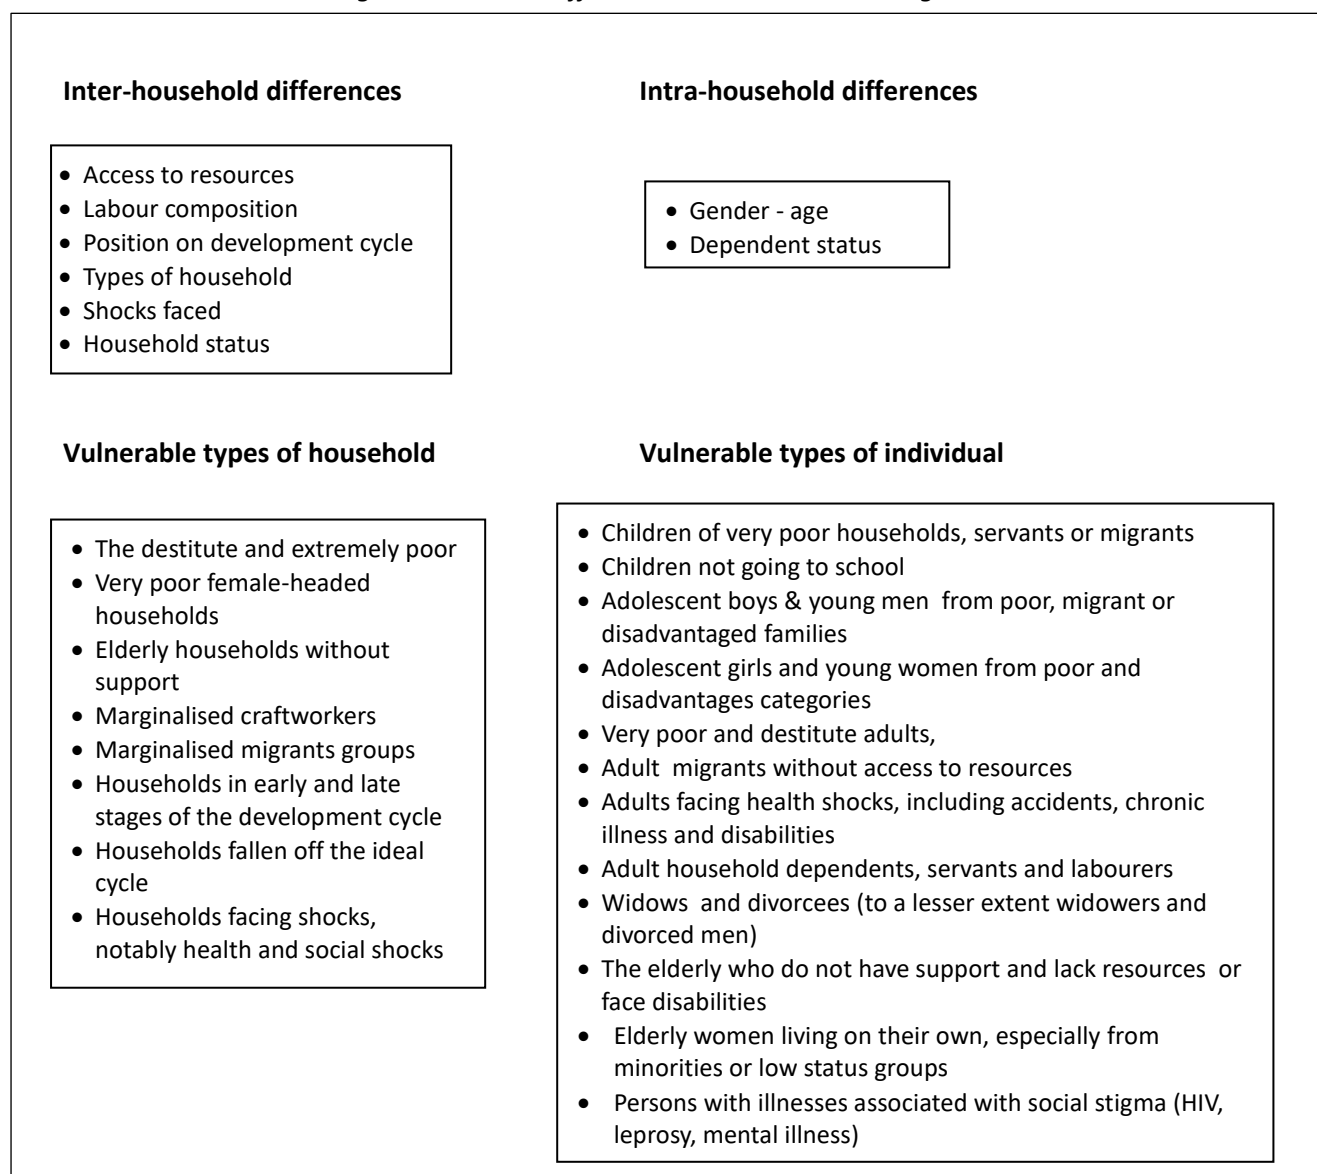 Inter-household differences
• Access to resources
• Labour composition
• Position on development cycle
• Types of household
• Shocks faced
• Household status
Intra-household differences
• Gender - age
• Dependent status
Vulnerable types of household
• The destitute and extremely poor
• Very poor female-headed
households
• Elderly households without
support
• Marginalised craftworkers
• Marginalised migrants groups
• Households in early and late
stages of the development cycle
• Households fallen off the ideal
cycle
• Households facing shocks,
notably health and social shocks
Vulnerable types of individual
• Children of very poor households, servants or migrants
• Children not going to school
• Adolescent boys & young men from poor, migrant or
disadvantaged families
• Adolescent girls and young women from poor and
disadvantages categories
• Very poor and destitute adults,
• Adult migrants without access to resources
• Adults facing health shocks, including accidents, chronic
illness and disabilities
• Adult household dependents, servants and labourers
• Widows and divorcees (to a lesser extent widowers and
divorced men)
• The elderly who do not have support and lack resources or
face disabilities
• Elderly women living on their own, especially from
minorities or low status groups
• Persons with illnesses associated with social stigma (HIV,
leprosy, mental illness)